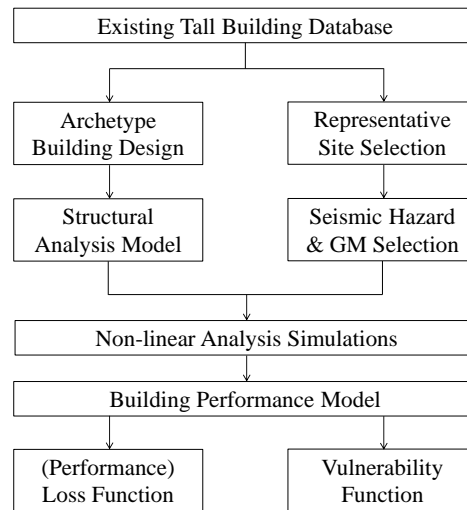 Existing Tall Building Database
Archetype
Building Design
Representative
Site Selection
Structural
Analysis Model
Seismic Hazard
& GM Selection
Non-linear Analysis Simulations
Building Performance Model
(Performance)
Loss Function
Vulnerability
Function